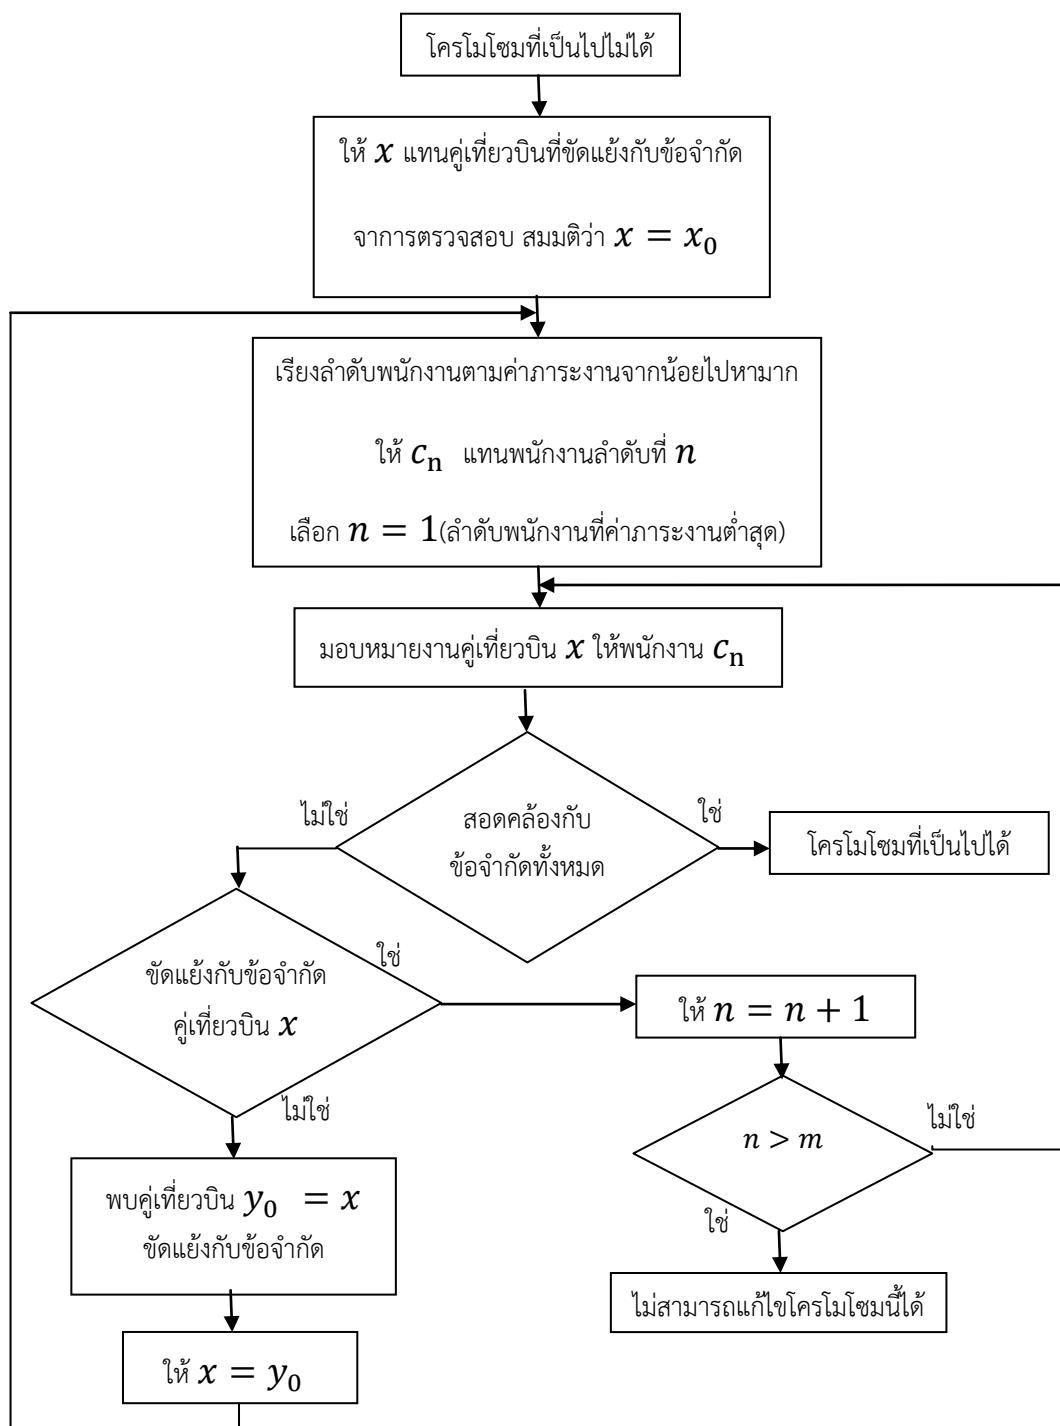 โครโมโซมที่เป็นไปไม่ได้
ให้ x แทนคู่เที่ยวบินที่ขัดแย้งกับข้อจำกัด
จาการตรวจสอบ สมมติว่า x = x₀
เรียงลำดับพนักงานตามค่าภาระงานจากน้อยไปหามาก
ให้ cₙ แทนพนักงานลำดับที่ n
เลือก n = 1(ลำดับพนักงานที่ค่าภาระงานต่ำสุด)
มอบหมายงานคู่เที่ยวบิน x ให้พนักงาน cₙ
ไม่ใช่
สอดคล้องกับ
ข้อจำกัดทั้งหมด
ใช่
โครโมโซมที่เป็นไปได้
ขัดแย้งกับข้อจำกัด
คู่เที่ยวบิน x
ใช่
ให้ n = n + 1
ไม่ใช่
n > m
ไม่ใช่
ใช่
พบคู่เที่ยวบิน y₀ = x
ขัดแย้งกับข้อจำกัด
ไม่สามารถแก้ไขโครโมโซมนี้ได้
ให้ x = y₀